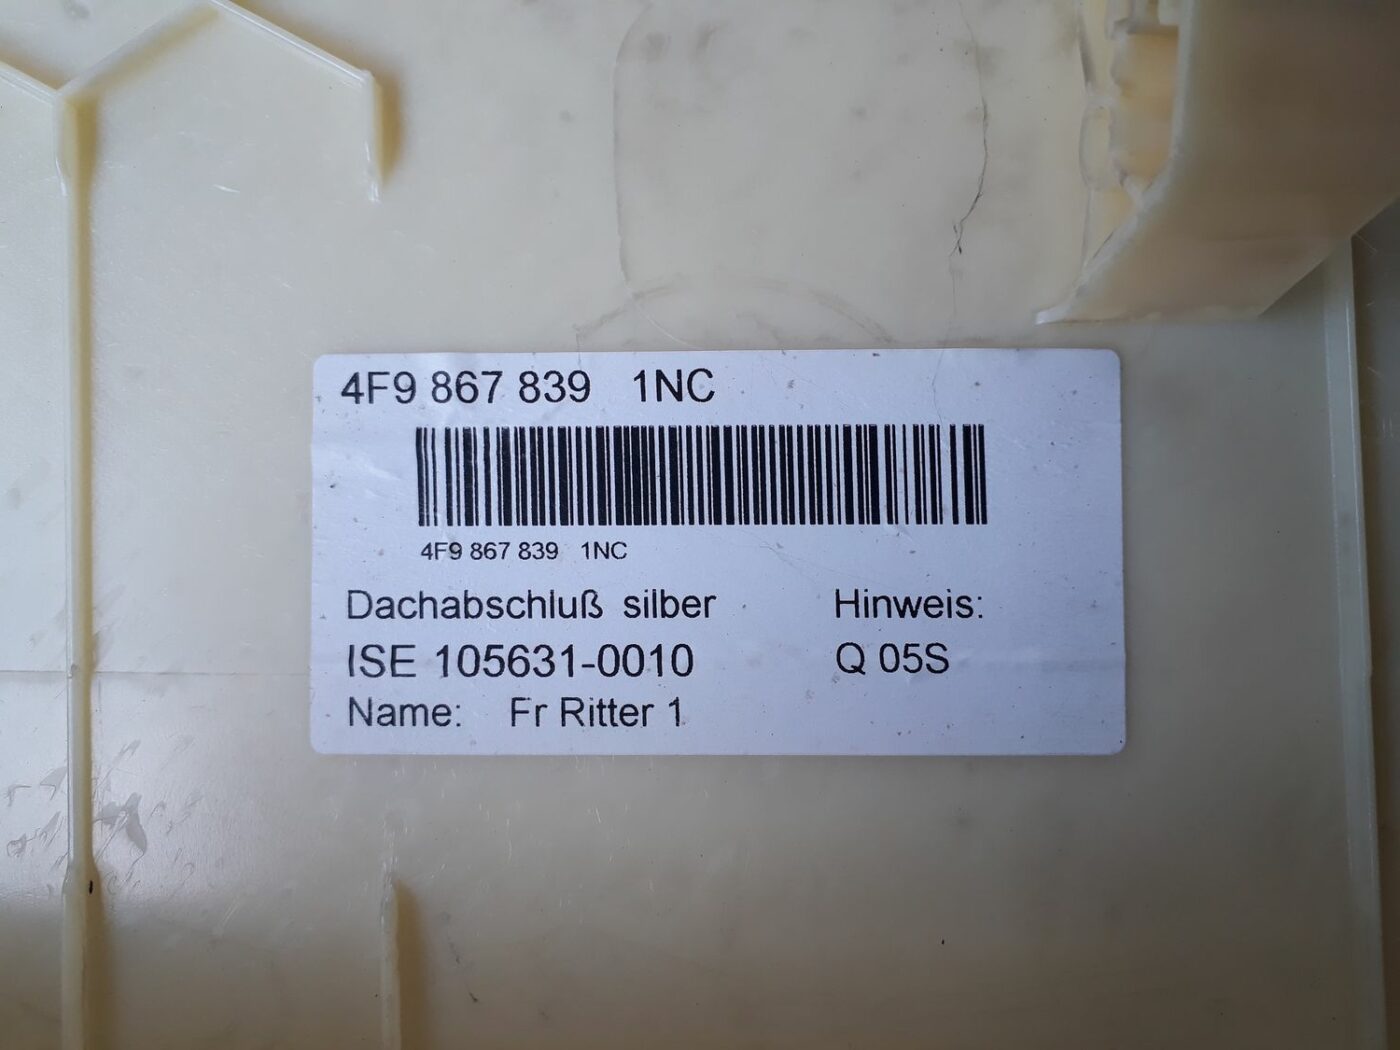 4F9 867 839 1NC
4F9 867 839 1NC
Dachabschluß silber
Hinweis:
ISE 105631-0010
Q 05S
Name: Fr Ritter 1